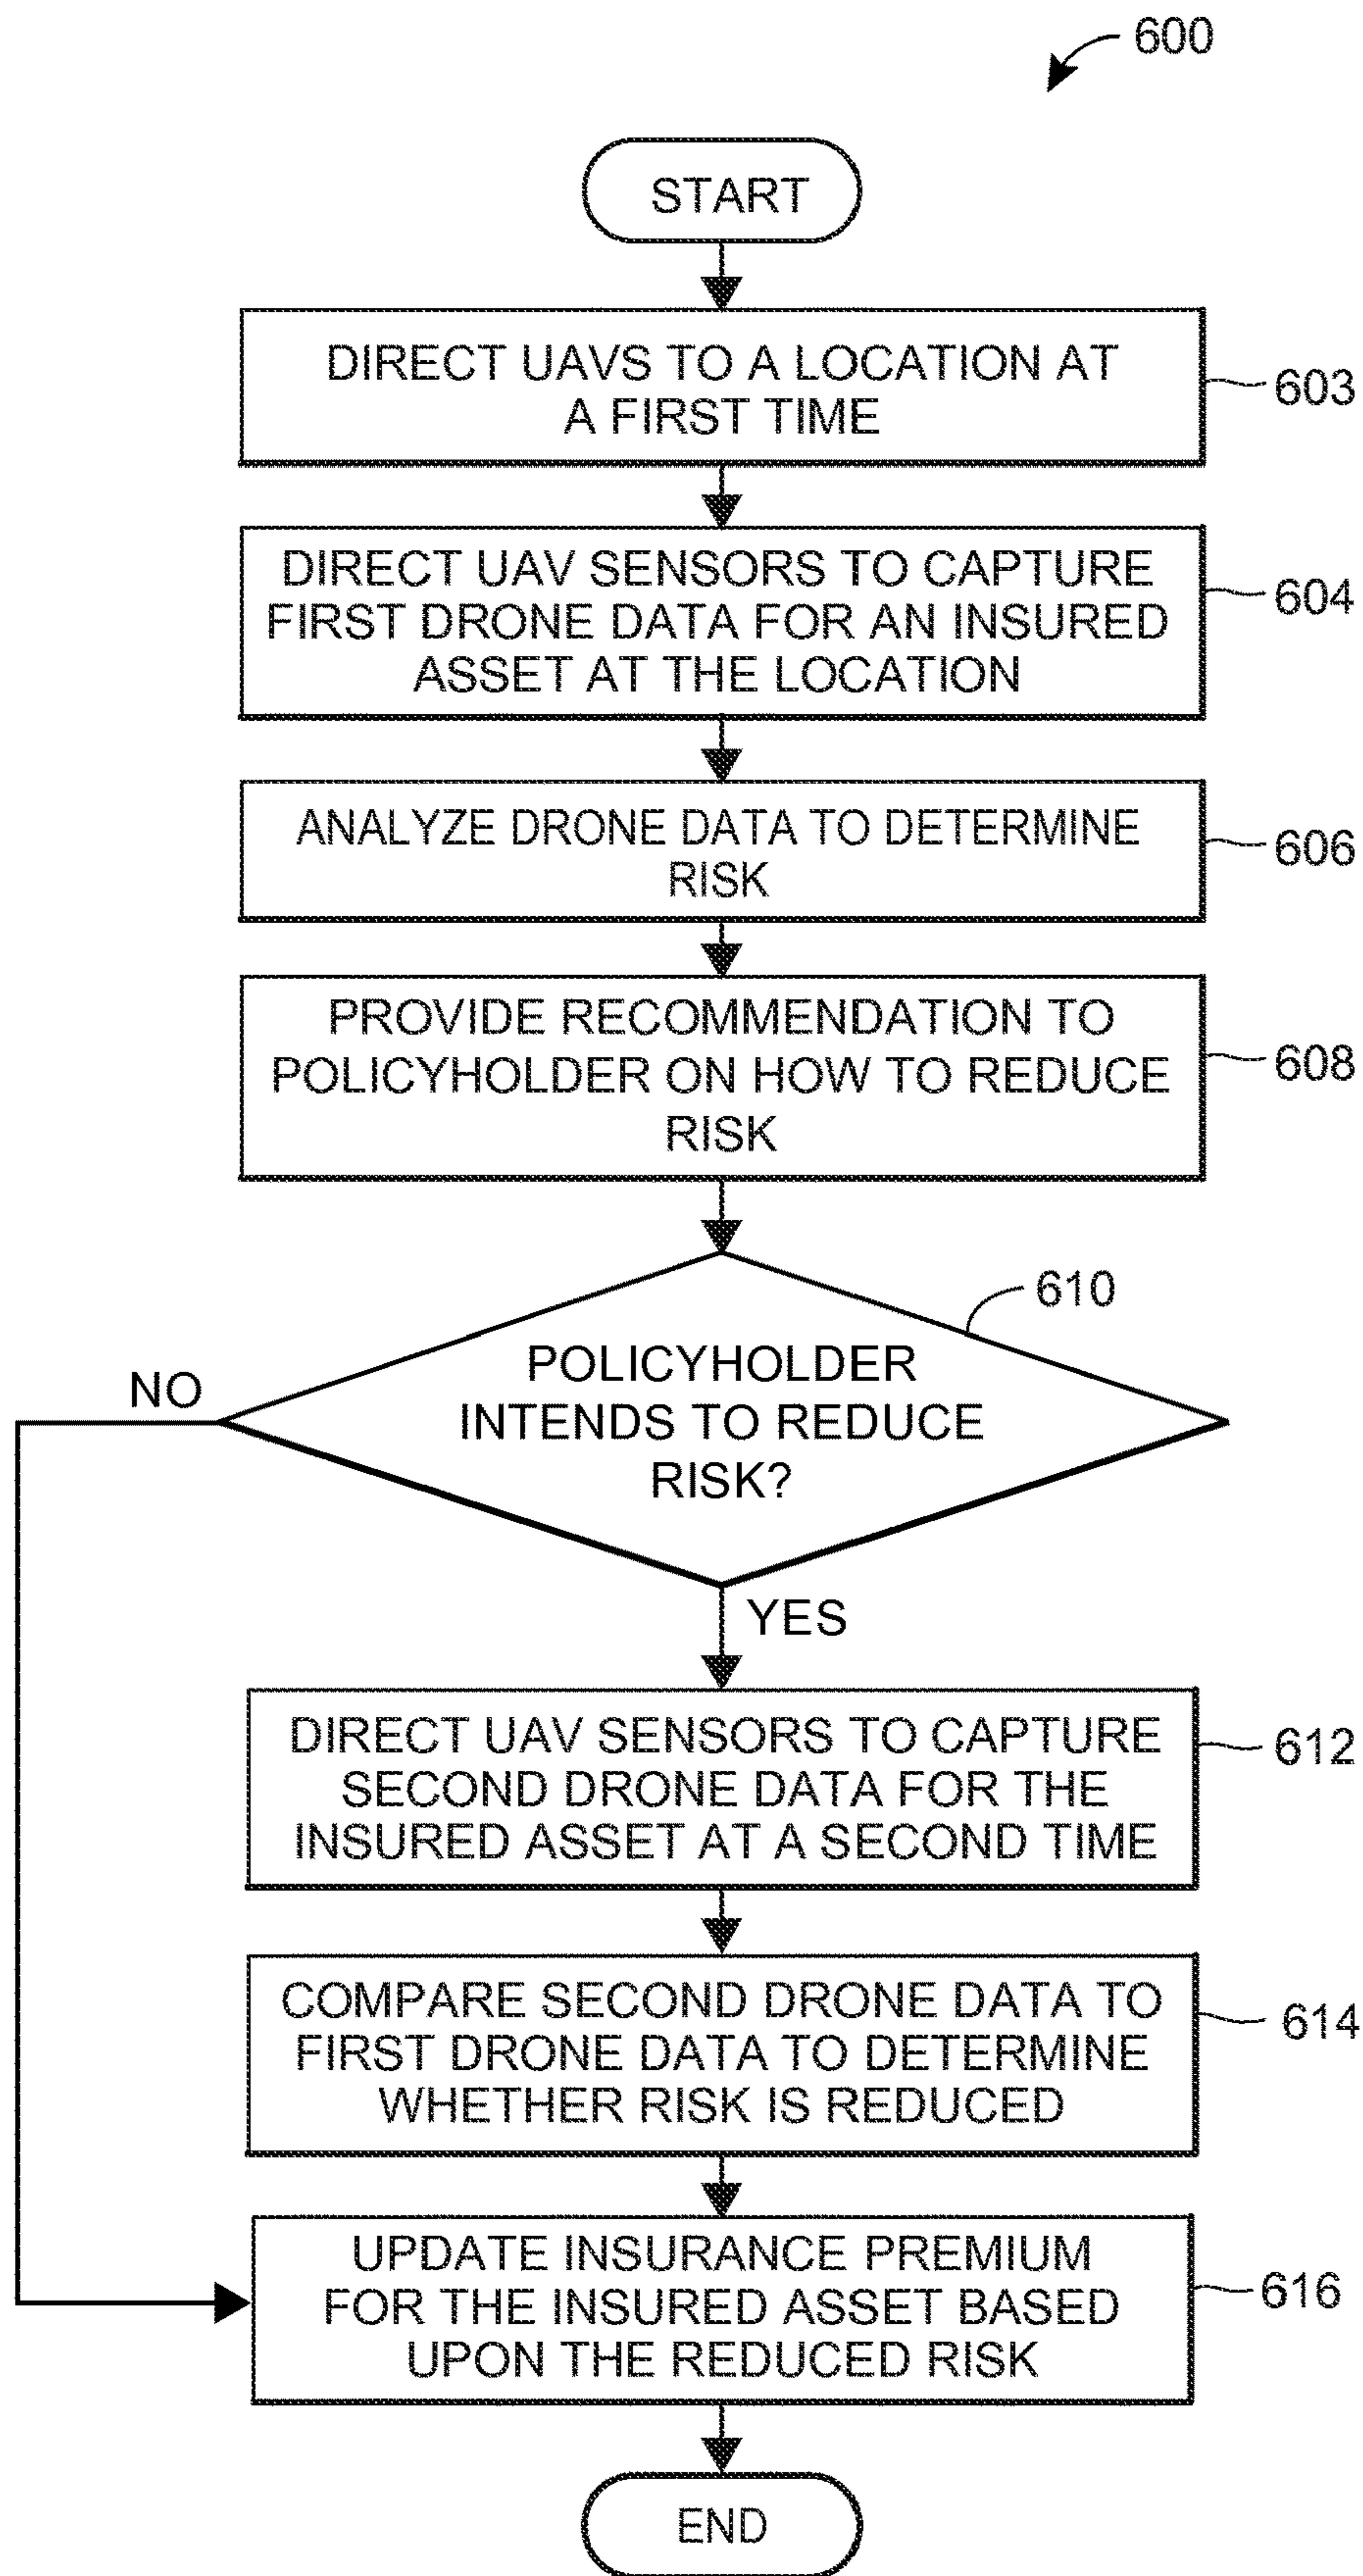 600
START
DIRECT UAVS TO A LOCATION AT
A FIRST TIME
603
DIRECT UAV SENSORS TO CAPTURE
FIRST DRONE DATA FOR AN INSURED
ASSET AT THE LOCATION
604
ANALYZE DRONE DATA TO DETERMINE
RISK
606
PROVIDE RECOMMENDATION TO
POLICYHOLDER ON HOW TO REDUCE
RISK
608
610
POLICYHOLDER
INTENDS TO REDUCE
RISK?
NO
YES
DIRECT UAV SENSORS TO CAPTURE
SECOND DRONE DATA FOR THE
INSURED ASSET AT A SECOND TIME
612
COMPARE SECOND DRONE DATA TO
FIRST DRONE DATA TO DETERMINE
WHETHER RISK IS REDUCED
614
UPDATE INSURANCE PREMIUM
FOR THE INSURED ASSET BASED
UPON THE REDUCED RISK
616
END